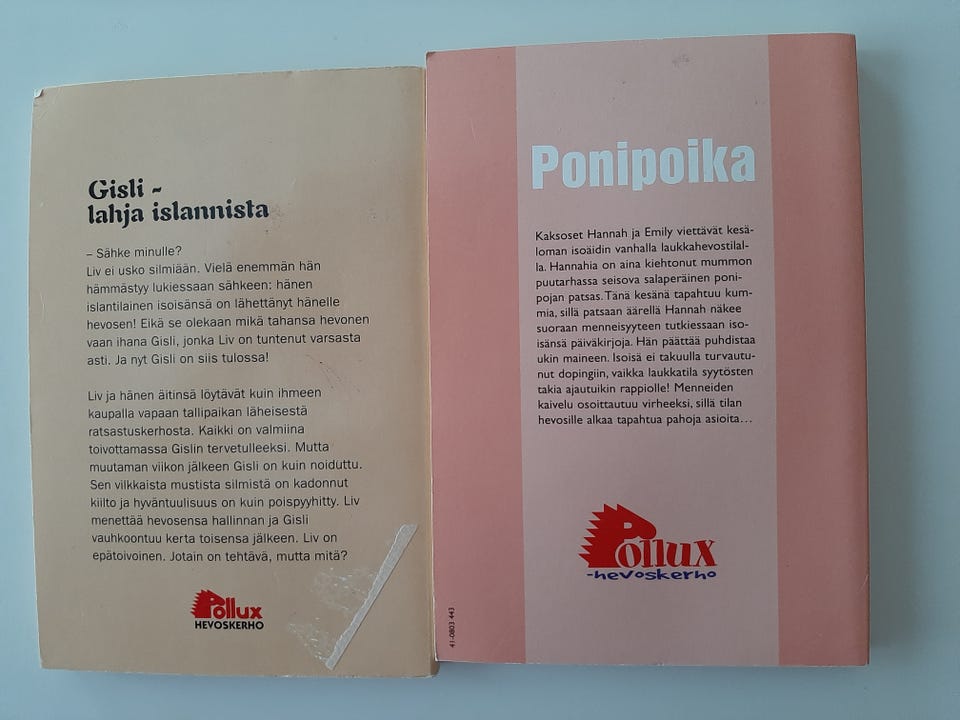 Gisli -
lahja islannista
– Sähke minulle?
Liv ei usko silmiään. Vielä enemmän hän
hämmästyy lukiessaan sähkeen: hänen
islantilainen isoisänsä on lähettänyt hänelle
hevosen! Eikä se olekaan mikä tahansa hevonen
vaan ihana Gisli, jonka Liv on tuntenut varsasta
asti. Ja nyt Gisli on siis tulossa!
Liv ja hänen äitinsä löytävät kuin ihmeen
kaupalla vapaan tallipaikan läheisestä
ratsastuskerhosta. Kaikki on valmiina
toivottamassa Gislin tervetulleeksi. Mutta
muutaman viikon jälkeen Gisli on kuin noiduttu.
Sen vilkkaista mustista silmistä on kadonnut
kiilto ja hyväntuulisuus on kuin poispyyhitty. Liv
menettää hevosensa hallinnan ja Gisli
vauhkoontuu kerta toisensa jälkeen. Liv on
epätoivoinen. Jotain on tehtävä, mutta mitä?
Pollux
HEVOSKERHO
Ponipoika
Kaksoset Hannah ja Emily viettävät kesä-
loman isoäidin vanhalla laukkahevostilal-
la. Hannahia on aina kiehtonut mummon
puutarhassa seisova salaperäinen poni-
pojan patsas. Tänä kesänä tapahtuu kum-
mia, sillä patsaan äärellä Hannah näkee
suoraan menneisyyteen tutkiessaan iso-
isänsä päiväkirjoja. Hän päättää puhdistaa
ukin maineen. Isoisä ei takuulla turvautu-
nut dopingiin, vaikka laukkatila syytösten
takia ajautuikin rappiolle! Menneiden
kaivelu osoittautuu virheeksi, sillä tilan
hevosille alkaa tapahtua pahoja asioita...
Pollux
-hevoskerho
41-0803 443